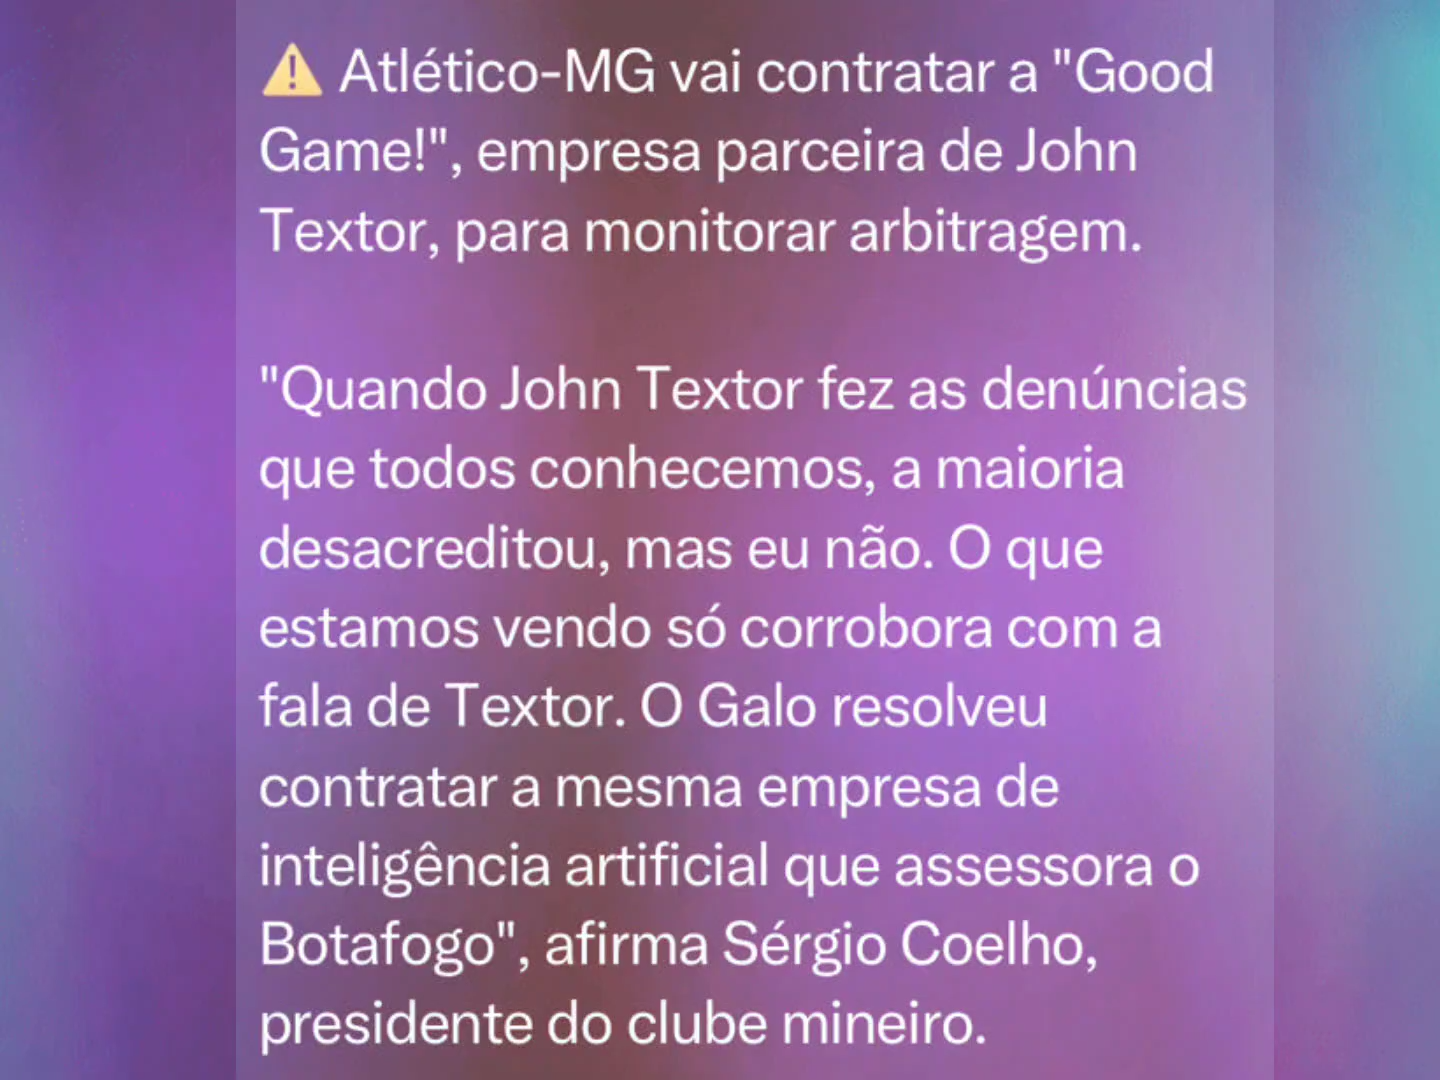 ⚠️ Atlético-MG vai contratar a "Good
Game!", empresa parceira de John
Textor, para monitorar arbitragem.
"Quando John Textor fez as denúncias
que todos conhecemos, a maioria
desacreditou, mas eu não. O que
estamos vendo só corrobora com a
fala de Textor. O Galo resolveu
contratar a mesma empresa de
inteligência artificial que assessora o
Botafogo", afirma Sérgio Coelho,
presidente do clube mineiro.